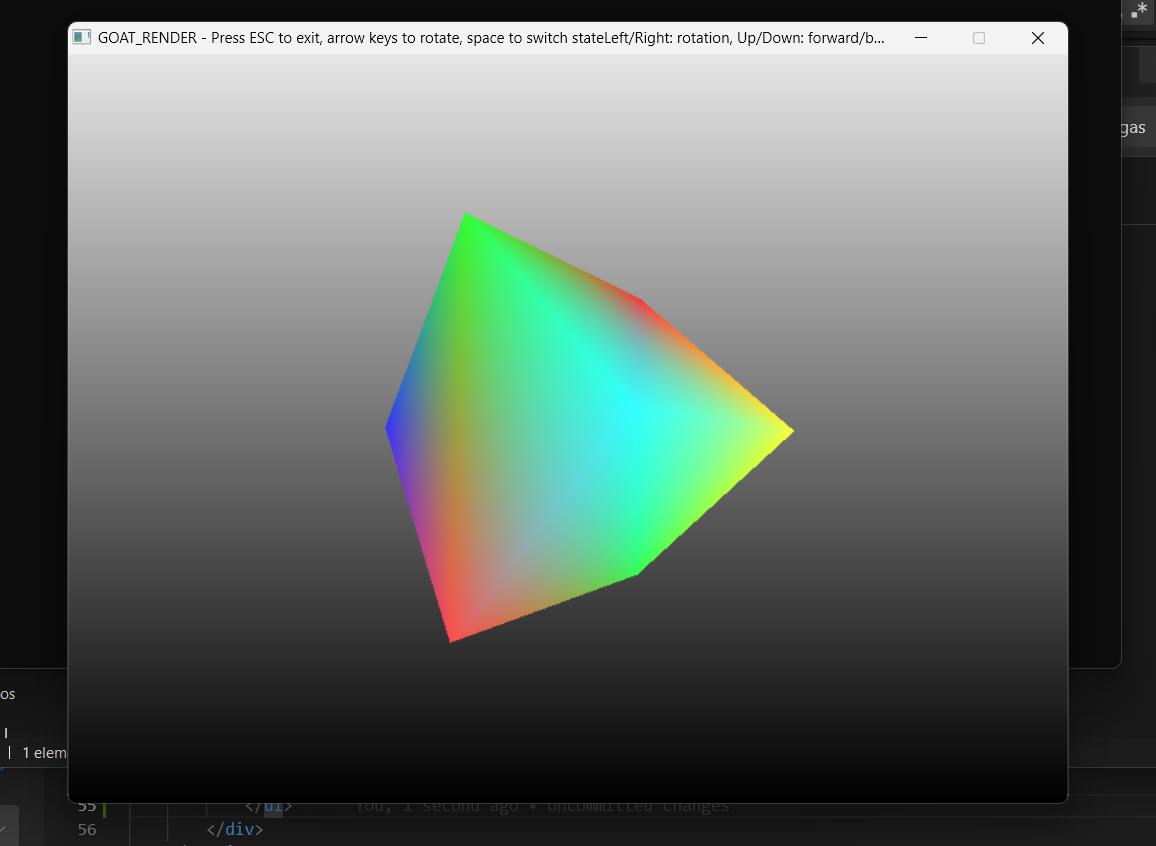 GOAT_RENDER - Press ESC to exit, arrow keys to rotate, space to switch stateLeft/Right: rotation, Up/Down: forward/b...
.*
gas
os
1 elem
55 </ul> You, 1 second ago • Uncommitted changes
56 </div>